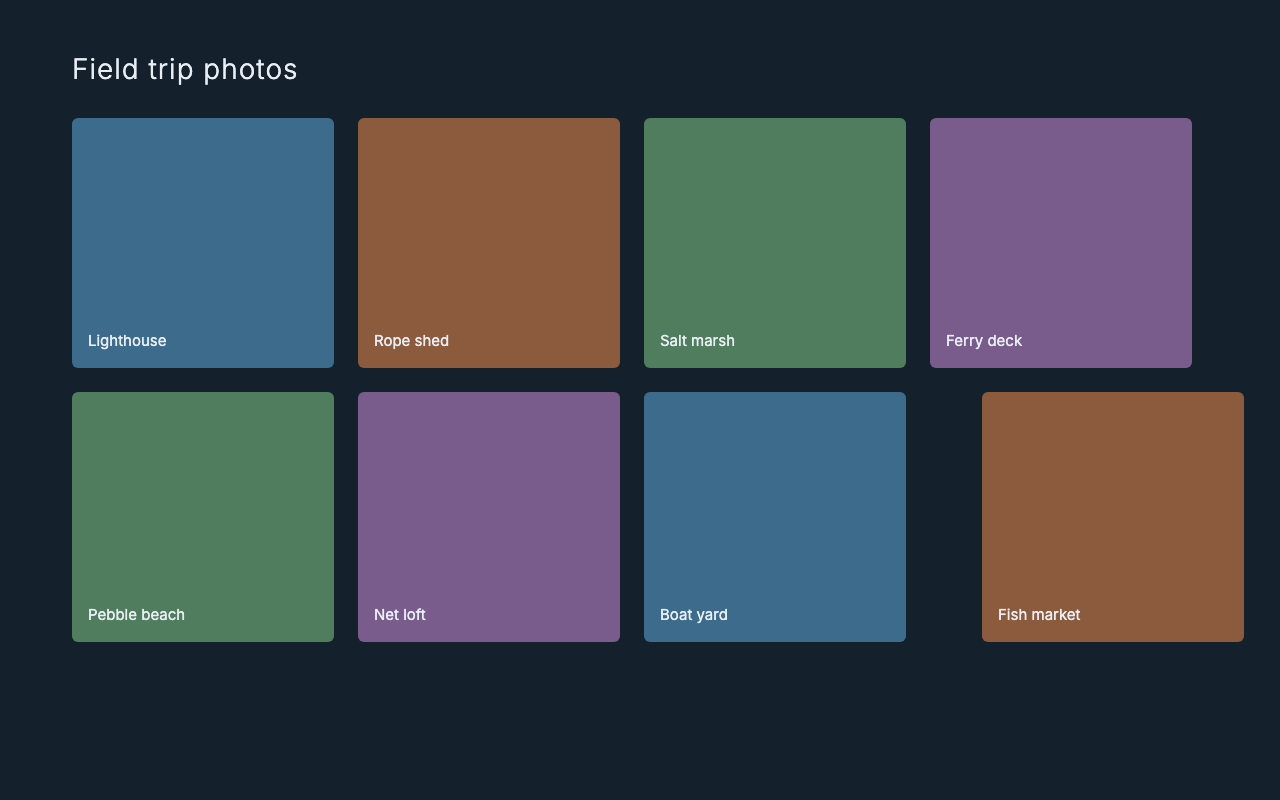 Field trip photos
Lighthouse
Rope shed
Salt marsh
Ferry deck
Pebble beach
Net loft
Boat yard
Fish market